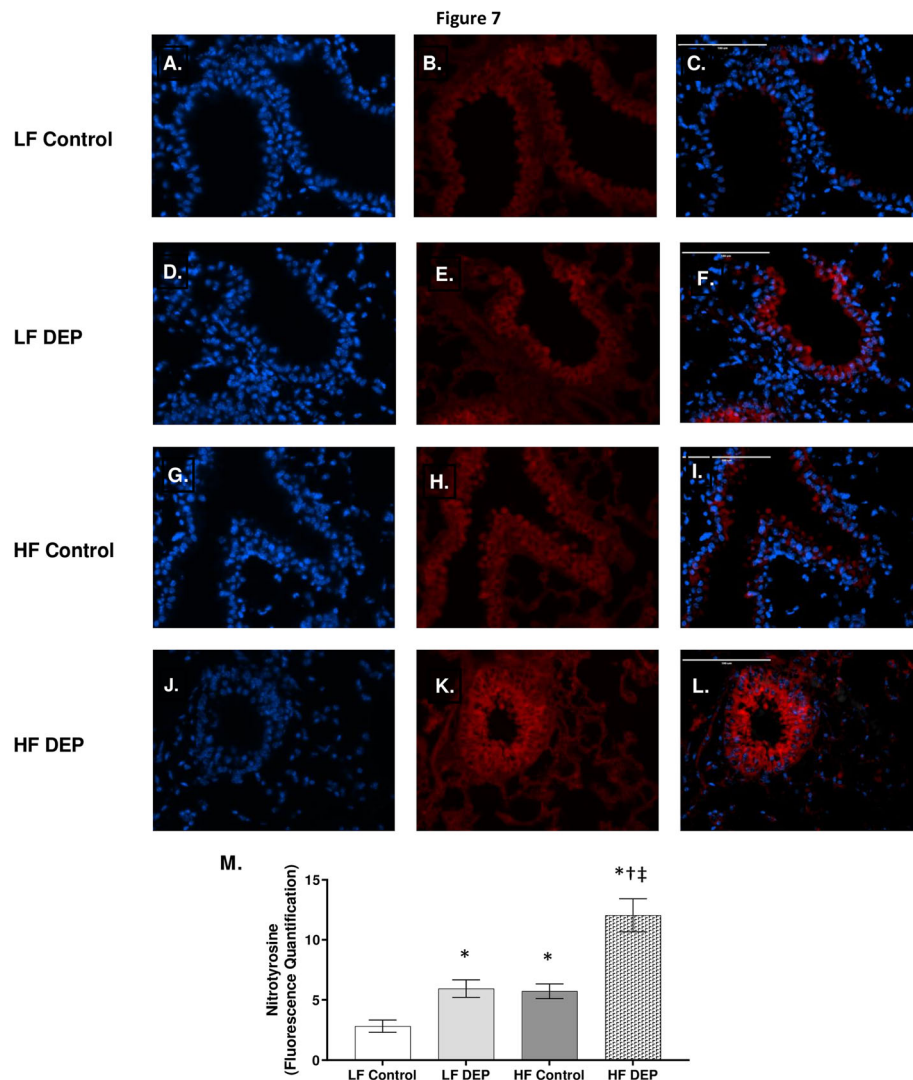 Figure 7
A.
B.
C.
LF Control
D.
E.
F.
LF DEP
G.
H.
I.
HF Control
J.
K.
L.
HF DEP
M.
Nitrotyrosine
(Fluorescence Quantification)
15
10
5
0
*
*
*†‡
LF Control LF DEP HF Control HF DEP